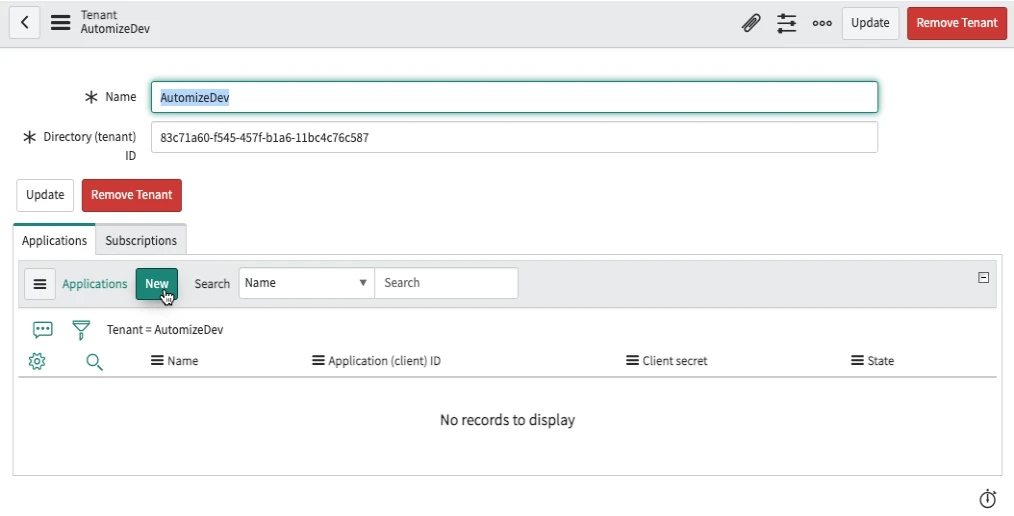 Tenant
AutomizeDev
Update
Remove Tenant
Name
AutomizeDev
Directory (tenant)
ID
83c71a60-f545-457f-b1a6-11bc4c76c587
Update
Remove Tenant
Applications
Subscriptions
Applications
New
Search
Name
Search
Tenant = AutomizeDev
Name
Application (client) ID
Client secret
State
No records to display